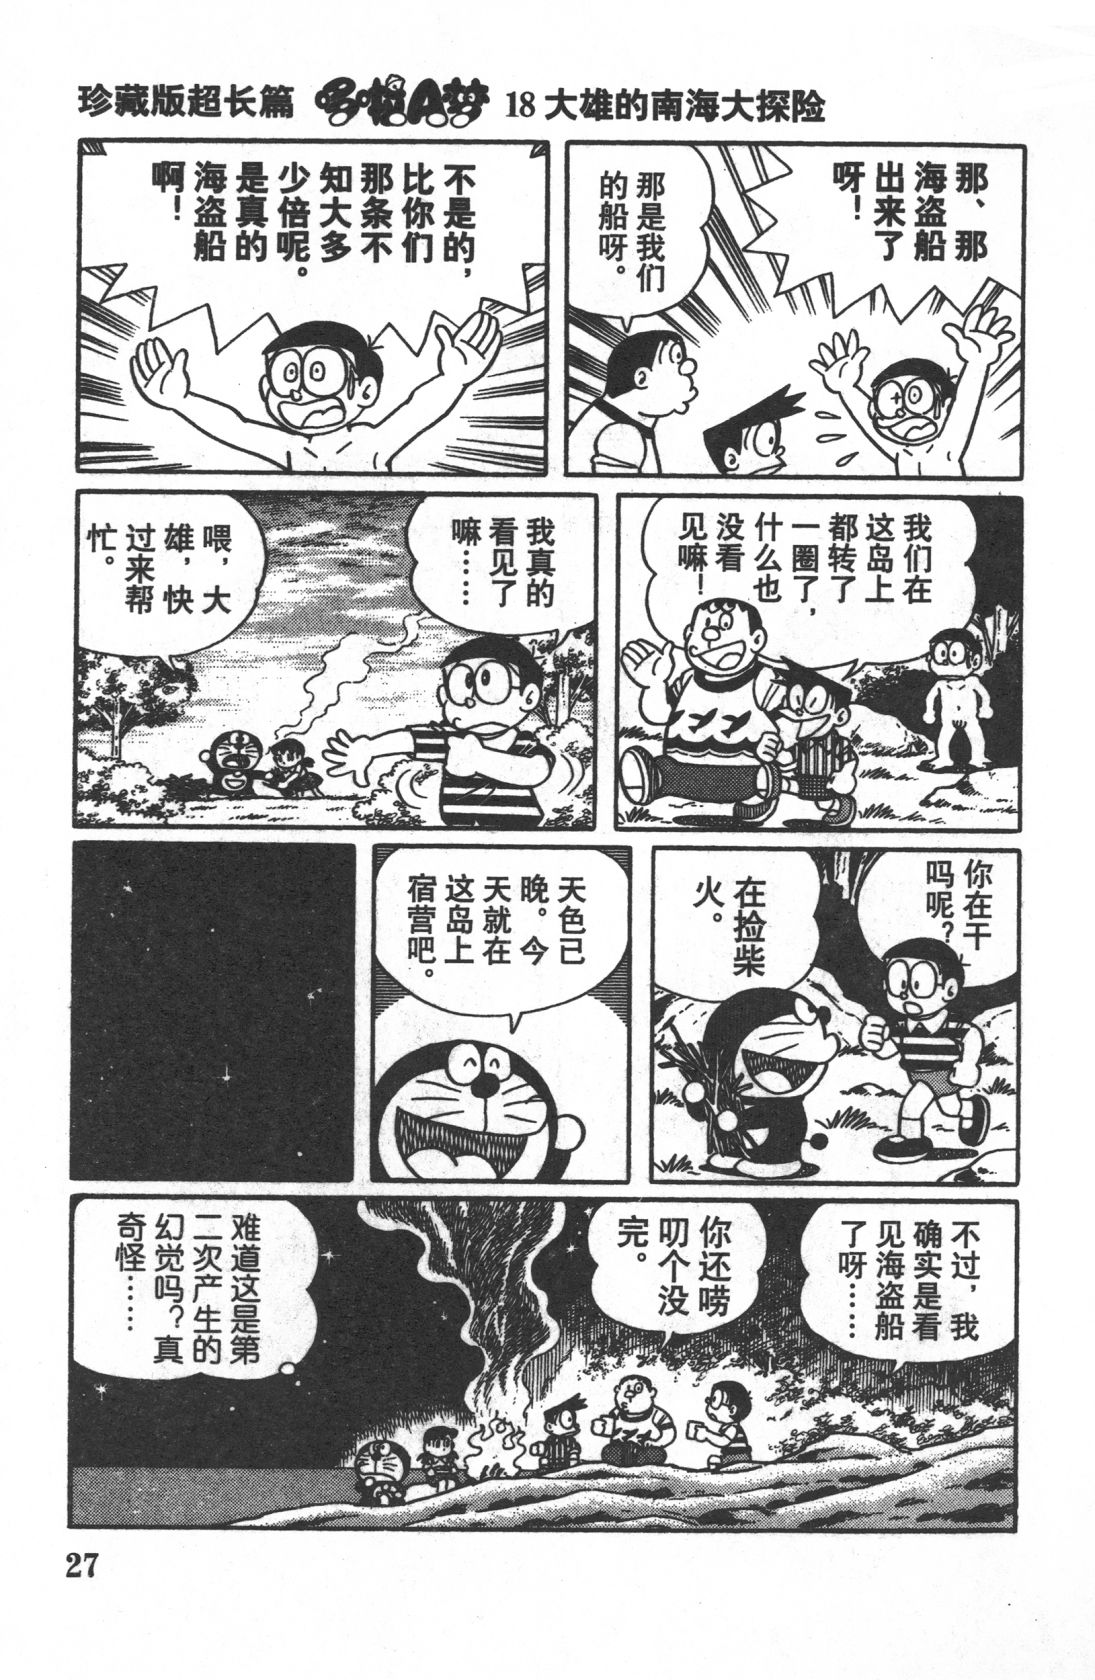 珍藏版超长篇 哆啦A梦 18 大雄的南海大探险
那、那
海盗船
出来了
呀！
那是我们
的船呀。
不是的，
比你们
那条不
知大多
少倍呢。
是真的
海盗船
啊！
我们在
这岛上
都转了
一圈了，
什么也
没看
见嘛！
我真的
看见了
嘛……
喂，大
雄，快
过来帮
忙。
你在干
吗呢？
在捡柴
火。
天色已
晚。今
天就在
这岛上
宿营吧。
不过，我
确实是看
见海盗船
了呀……
你还唠
叨个没
完。
难道这是第
二次产生的
幻觉吗？真
奇怪……
27